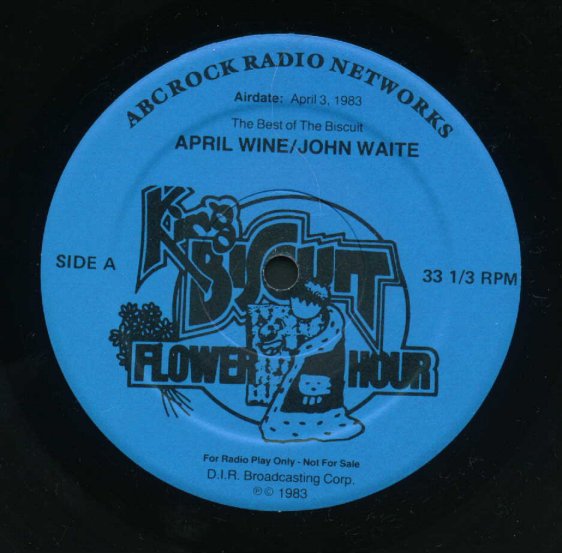 ABC ROCK RADIO NETWORKS
Airdate: April 3, 1983
The Best of The Biscuit
APRIL WINE/JOHN WAITE
King
BISCUIT
SIDE A
33 1/3 RPM
FLOWER HOUR
For Radio Play Only - Not For Sale
D.I.R. Broadcasting Corp.
℗© 1983